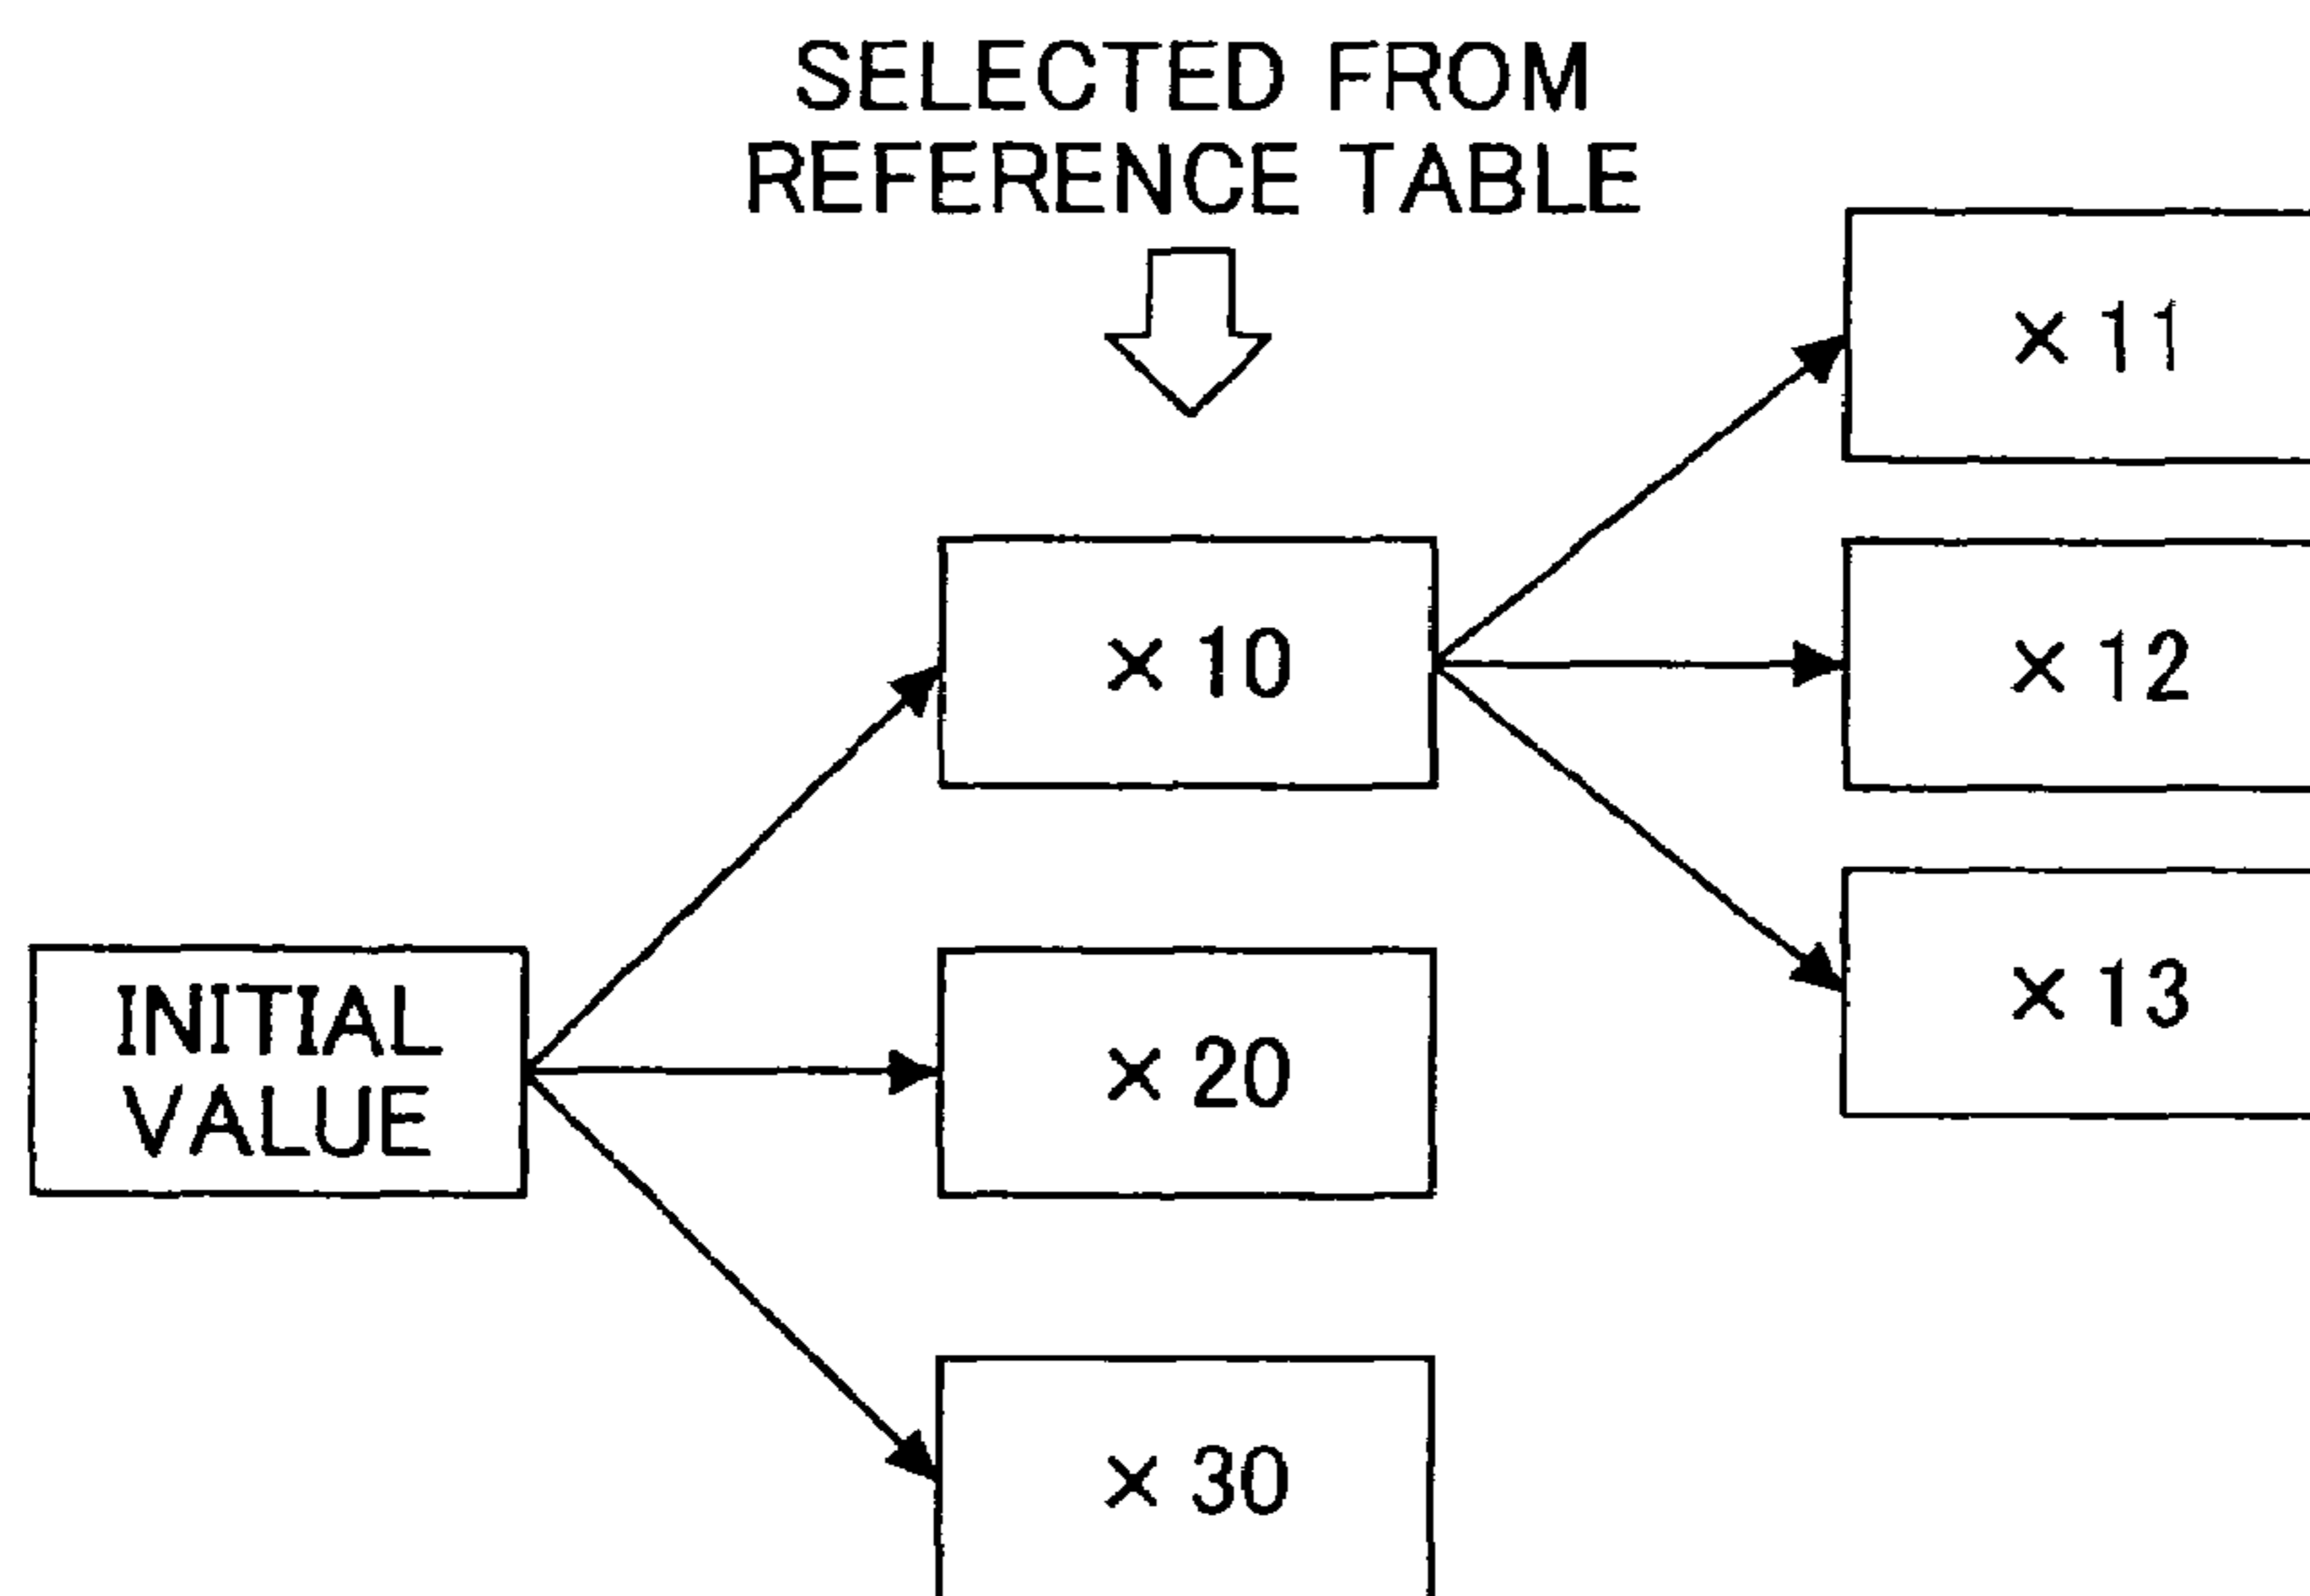 SELECTED FROM
REFERENCE TABLE
× 11
× 10
× 12
× 13
INITIAL
VALUE
× 20
× 30